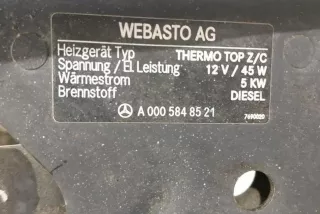 WEBASTO AG
Heizgerät Typ THERMO TOP Z/C
Spannung / El. Leistung 12 V / 45 W
Wärmestrom 5 KW
Brennstoff DIESEL
A 000 584 85 21